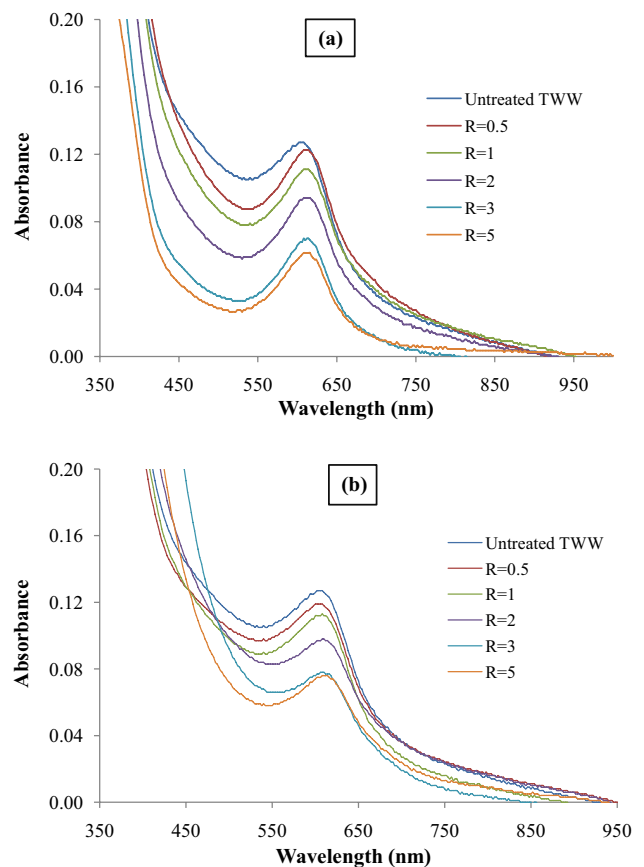 (a)
0.20
0.16
0.12
0.08
0.04
0.00
Absorbance
Untreated TWW
R=0.5
R=1
R=2
R=3
R=5
350 450 550 650 750 850 950
Wavelength (nm)
(b)
0.20
0.16
0.12
0.08
0.04
0.00
Absorbance
Untreated TWW
R=0.5
R=1
R=2
R=3
R=5
350 450 550 650 750 850 950
Wavelength (nm)